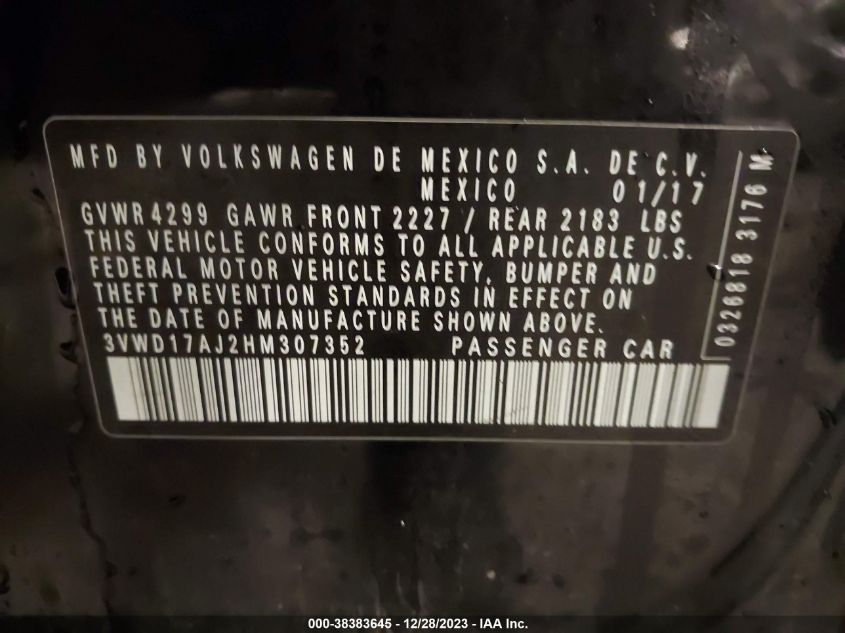 MFD BY VOLKSWAGEN DE MEXICO S.A. DE C.V.
MEXICO 01/17
GVWR 4299 GAWR FRONT 2227 / REAR 2183 LBS
THIS VEHICLE CONFORMS TO ALL APPLICABLE U.S.
FEDERAL MOTOR VEHICLE SAFETY, BUMPER AND
THEFT PREVENTION STANDARDS IN EFFECT ON
THE DATE OF MANUFACTURE SHOWN ABOVE.
3VWD17AJ2HM307352 PASSENGER CAR
0326818 3176 M
000-38383645 - 12/28/2023 - IAA Inc.